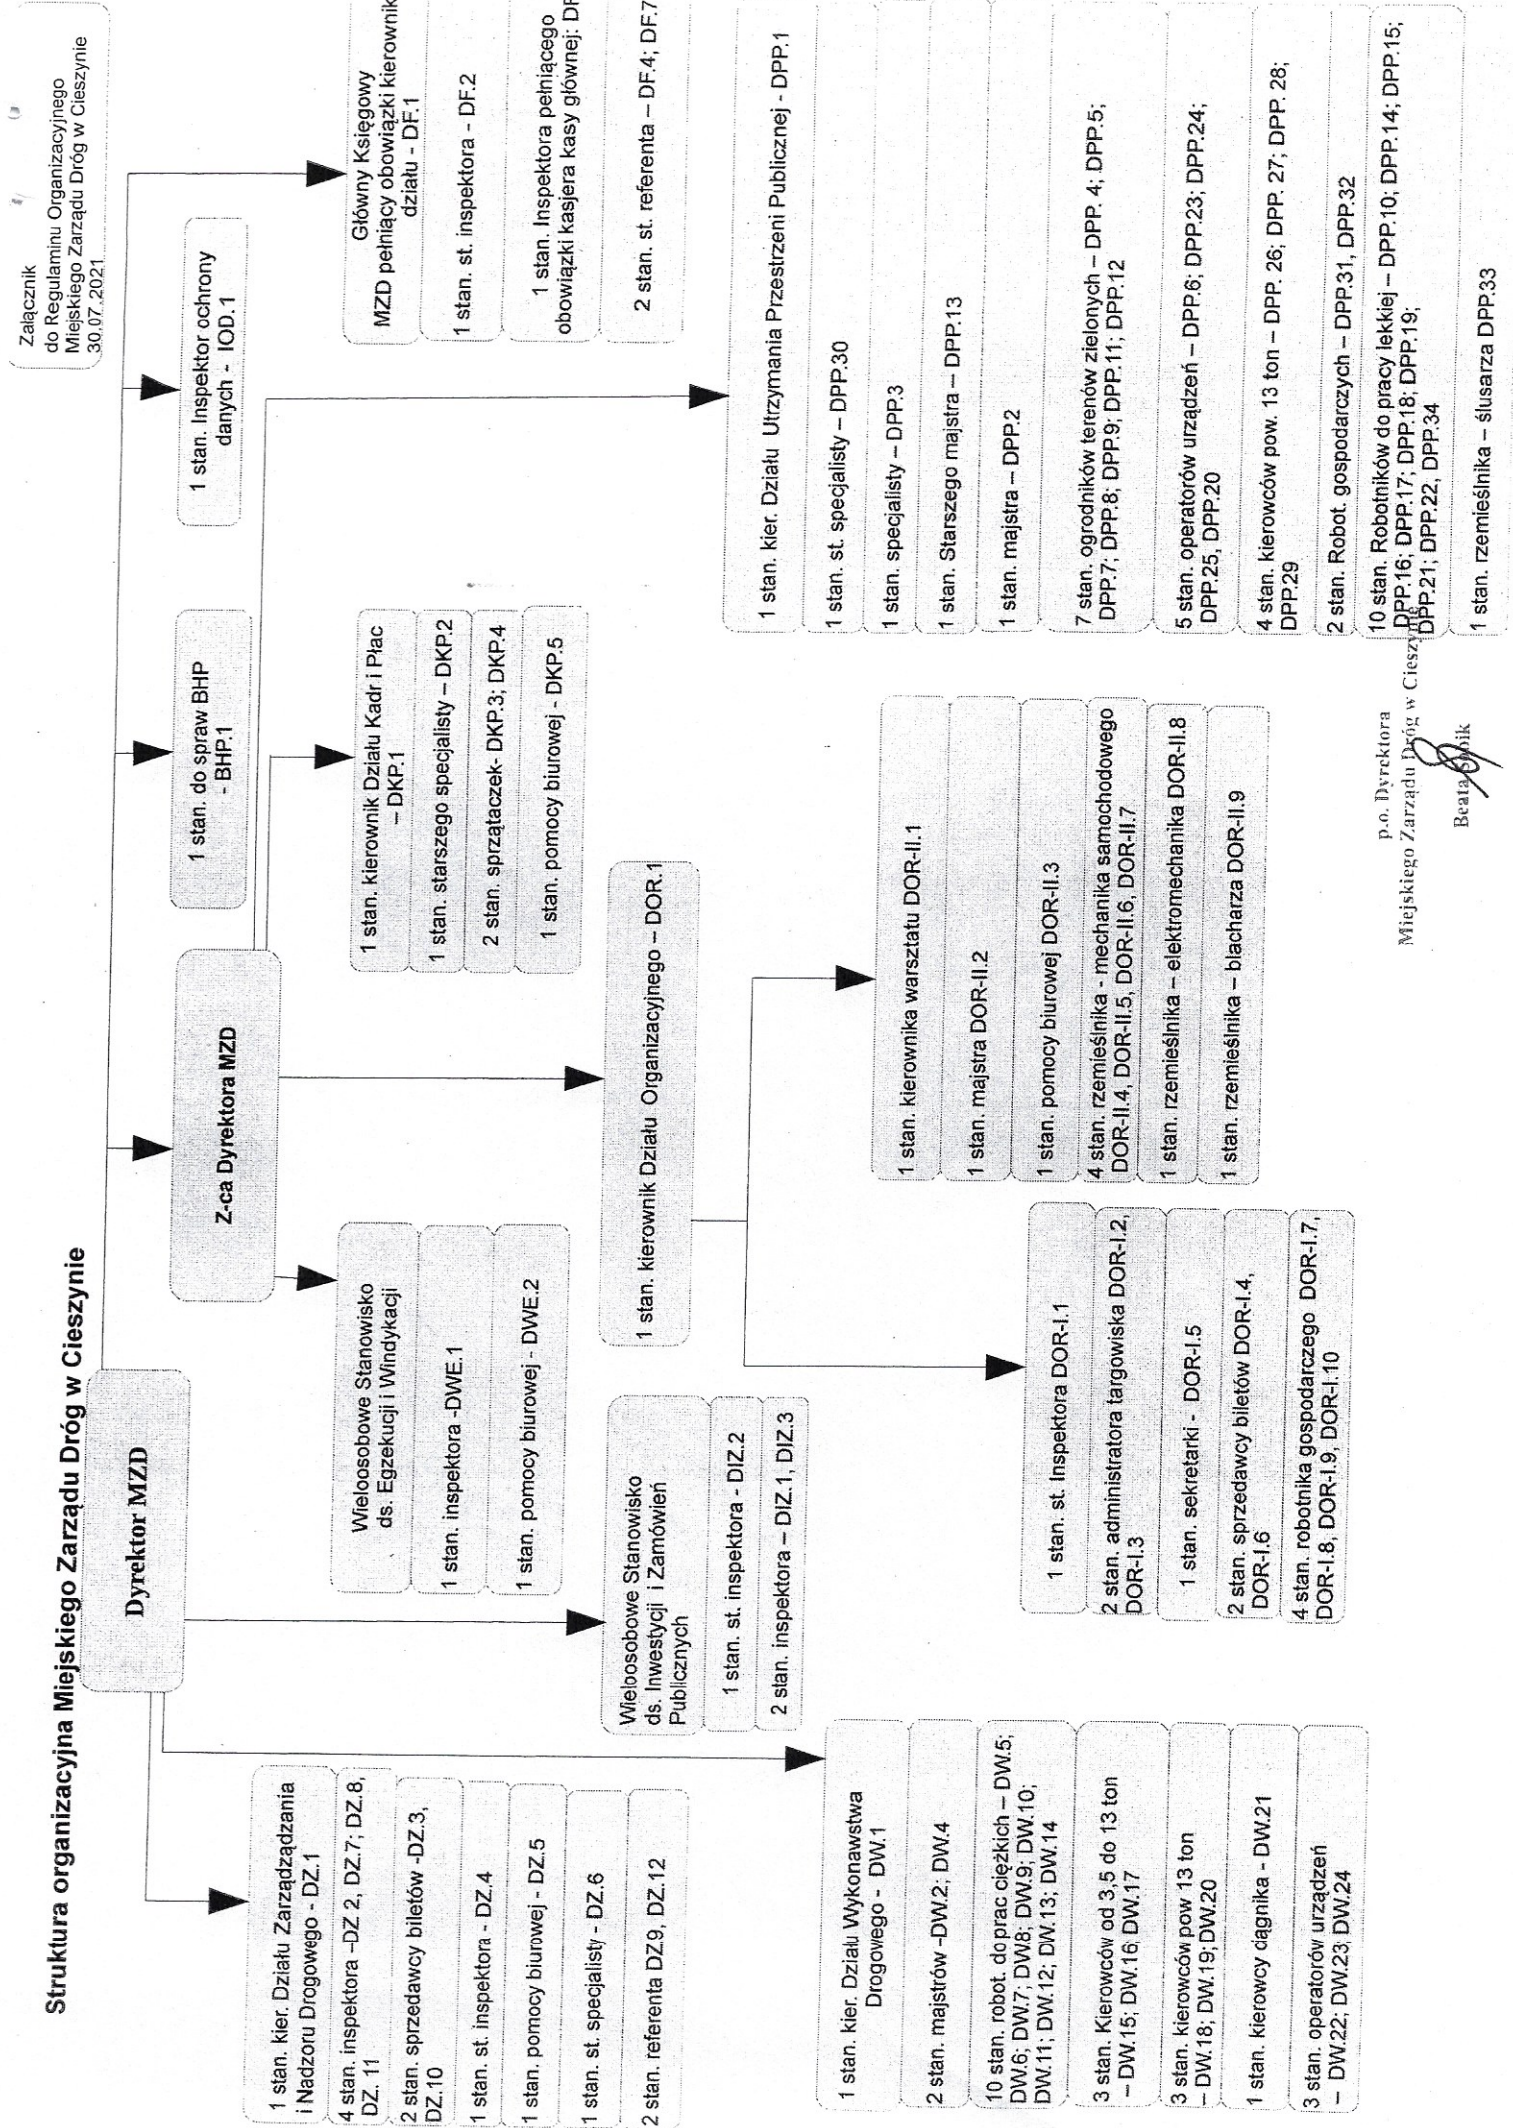 Załącznik
do Regulaminu Organizacyjnego
Miejskiego Zarządu Dróg w Cieszynie
30.07.2021
Struktura organizacyjna Miejskiego Zarządu Dróg w Cieszynie
Dyrektor MZD
Z-ca Dyrektora MZD
1 stan. do spraw BHP
- BHP.1
1 stan. Inspektor ochrony
danych - IOD.1
1 stan. kier. Działu Zarządządzania
i Nadzoru Drogowego - DZ.1
4 stan. inspektora –DZ 2, DZ.7; DZ.8,
DZ. 11
2 stan. sprzedawcy biletów -DZ.3,
DZ.10
1 stan. st. inspektora - DZ.4
1 stan. pomocy biurowej - DZ.5
1 stan. st. specjalisty - DZ.6
2 stan. referenta DZ.9, DZ.12
1 stan. kier. Działu Wykonawstwa
Drogowego - DW.1
2 stan. majstrów -DW.2; DW.4
10 stan. robot. do prac ciężkich – DW.5;
DW.6; DW.7; DW.8; DW.9; DW.10;
DW.11; DW.12; DW.13; DW.14
3 stan. Kierowców od 3,5 do 13 ton
– DW.15; DW.16; DW.17
3 stan. kierowców pow 13 ton
– DW.18; DW.19; DW.20
1 stan. kierowcy ciągnika - DW.21
3 stan. operatorów urządzeń
– DW.22; DW.23; DW.24
Wieloosobowe Stanowisko
ds. Inwestycji i Zamówień
Publicznych
1 stan. st. inspektora - DIZ.2
2 stan. inspektora – DIZ.1, DIZ.3
Wieloosobowe Stanowisko
ds. Egzekucji i Windykacji
1 stan. inspektora -DWE.1
1 stan. pomocy biurowej - DWE.2
1 stan. kierownik Działu Organizacyjnego – DOR.1
1 stan. st. Inspektora DOR-I.1
2 stan. administratora targowiska DOR-I.2,
DOR-I.3
1 stan. sekretarki - DOR-I.5
2 stan. sprzedawcy biletów DOR-I.4,
DOR-I.6
4 stan. robotnika gospodarczego DOR-I.7,
DOR-I.8, DOR-I.9, DOR-I.10
1 stan. kierownika warsztatu DOR-II.1
1 stan. majstra DOR-II.2
1 stan. pomocy biurowej DOR-II.3
4 stan. rzemieślnika - mechanika samochodowego
DOR-II.4, DOR-II.5, DOR-II.6, DOR-II.7
1 stan. rzemieślnika – elektromechanika DOR-II.8
1 stan. rzemieślnika – blacharza DOR-II.9
1 stan. kierownik Działu Kadr i Płac
– DKP.1
1 stan. starszego specjalisty – DKP.2
2 stan. sprzątaczek- DKP.3; DKP.4
1 stan. pomocy biurowej - DKP.5
Główny Księgowy
MZD pełniący obowiązki kierownik
działu - DF.1
1 stan. st. inspektora - DF.2
1 stan. Inspektora pełniącego
obowiązki kasjera kasy głównej: DF
2 stan. st. referenta – DF.4; DF.7
1 stan. kier. Działu Utrzymania Przestrzeni Publicznej - DPP.1
1 stan. st. specjalisty – DPP.30
1 stan. specjalisty – DPP.3
1 stan. Starszego majstra – DPP.13
1 stan. majstra – DPP.2
7 stan. ogrodników terenów zielonych – DPP. 4; DPP.5;
DPP.7; DPP.8; DPP.9; DPP.11; DPP.12
5 stan. operatorów urządzeń – DPP.6; DPP.23; DPP.24;
DPP.25, DPP.20
4 stan. kierowców pow. 13 ton – DPP. 26; DPP. 27; DPP. 28;
DPP.29
2 stan. Robot. gospodarczych – DPP.31, DPP.32
10 stan. Robotników do pracy lekkiej – DPP.10; DPP.14; DPP.15;
DPP.16; DPP.17; DPP.18; DPP.19;
DPP.21; DPP.22, DPP.34
1 stan. rzemieślnika – ślusarza DPP.33
p.o. Dyrektora
Miejskiego Zarządu Dróg w Cieszynie
Beata